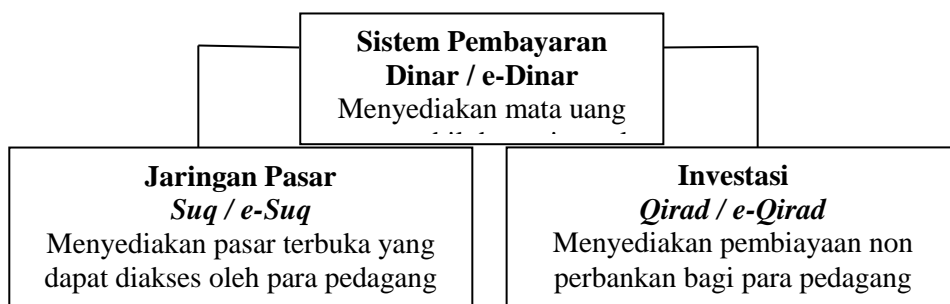 Sistem Pembayaran
Dinar / e-Dinar
Menyediakan mata uang
Jaringan Pasar
Suq / e-Suq
Menyediakan pasar terbuka yang
dapat diakses oleh para pedagang
Investasi
Qirad / e-Qirad
Menyediakan pembiayaan non
perbankan bagi para pedagang